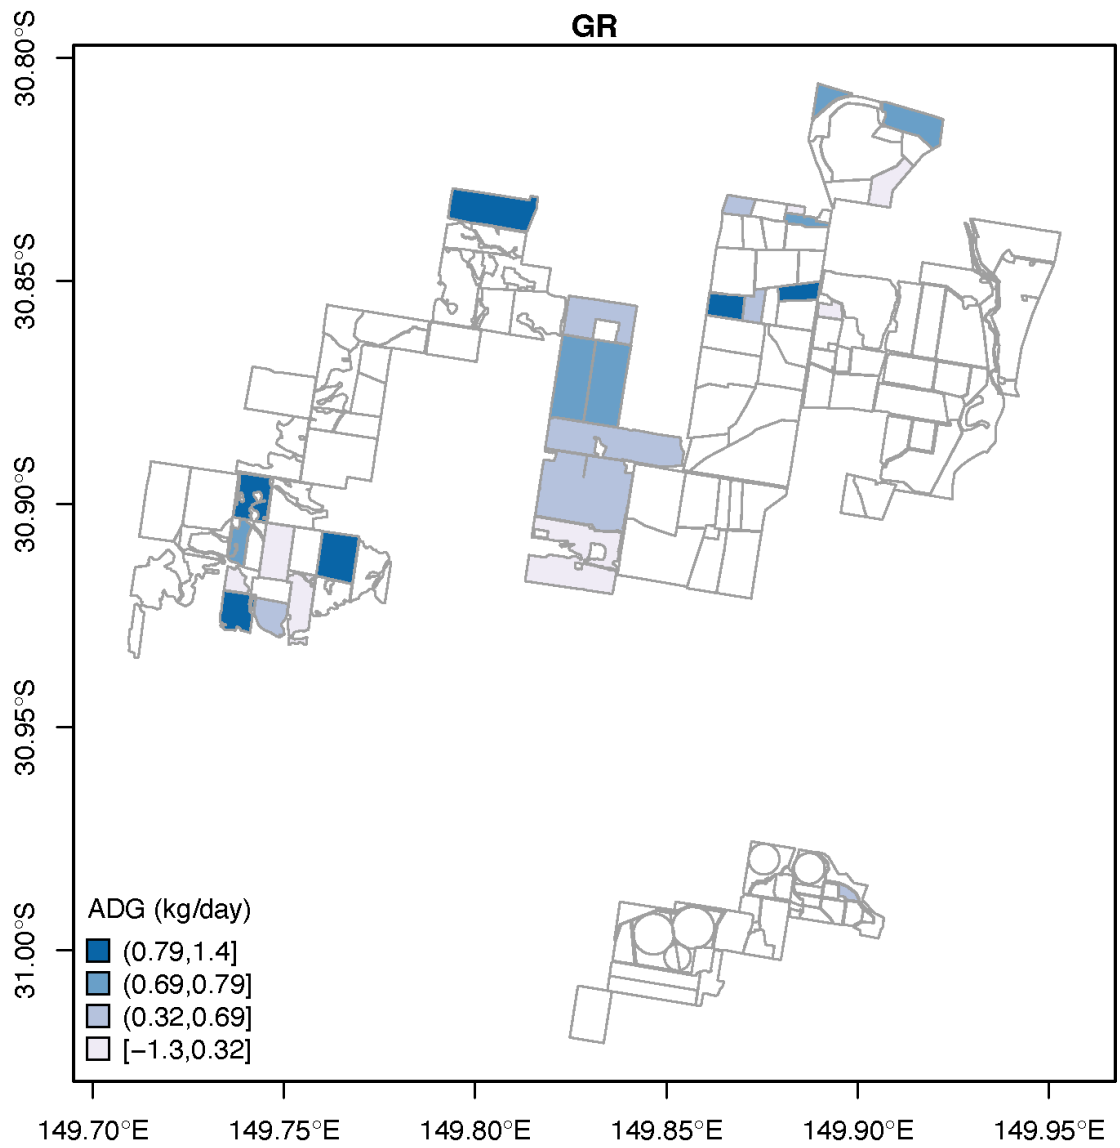 GR
30.80°S
30.85°S
30.90°S
30.95°S
31.00°S
ADG (kg/day)
(0.79,1.4]
(0.69,0.79]
(0.32,0.69]
[−1.3,0.32]
149.70°E 149.75°E 149.80°E 149.85°E 149.90°E 149.95°E